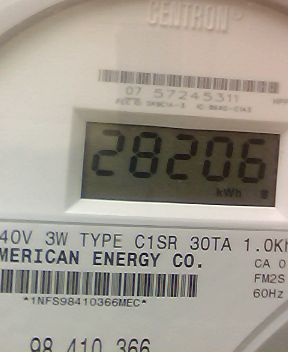 CENTRON®
07 57245311
28206
kWh
40V 3W TYPE C1SR 30TA 1.0Kh
MERICAN ENERGY CO.
CA 0
FM2S
60Hz
*1NFS98410366MEC*
98 410 366